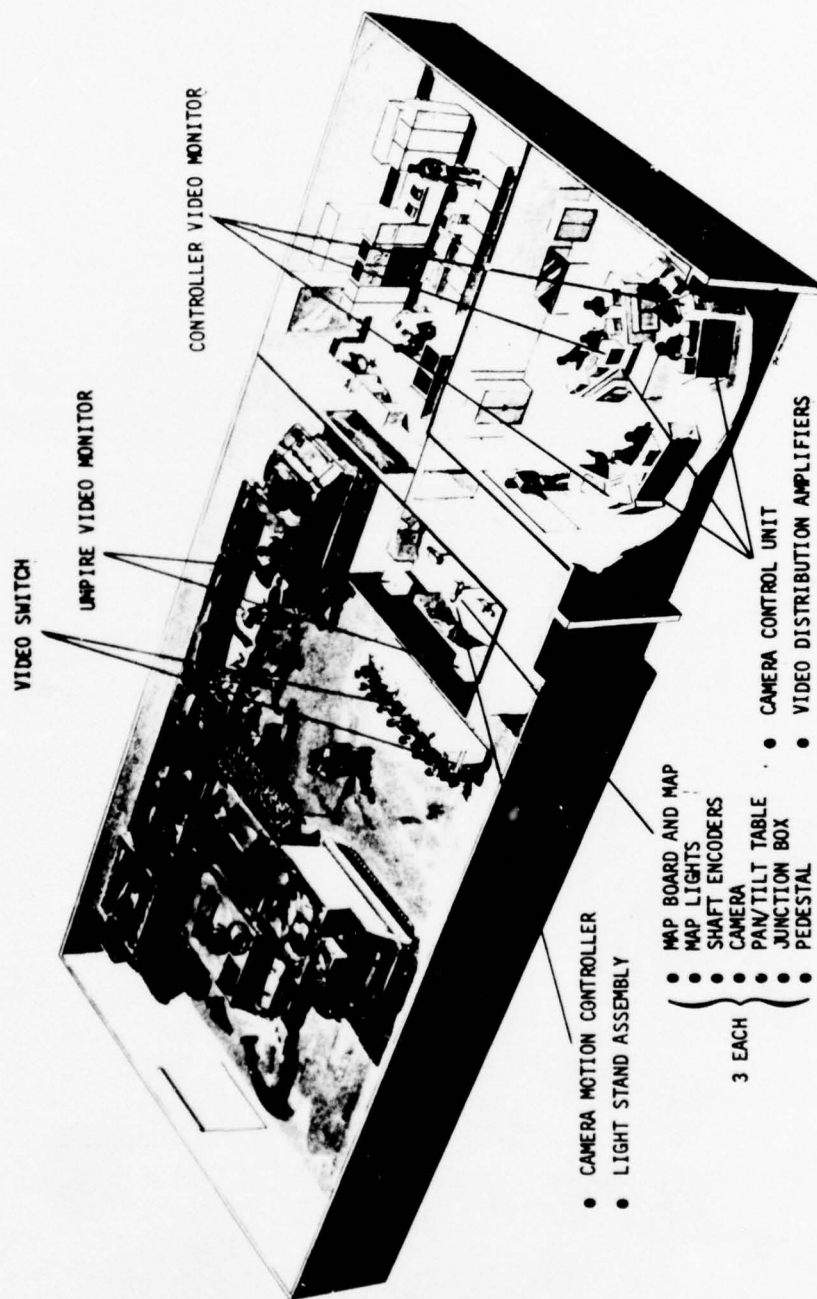 VIDEO SWITCH
UMPIRE VIDEO MONITOR
CONTROLLER VIDEO MONITOR
● CAMERA MOTION CONTROLLER
● LIGHT STAND ASSEMBLY
3 EACH
● MAP BOARD AND MAP
● MAP LIGHTS
● SHAFT ENCODERS
● CAMERA
● PAN/TILT TABLE
● JUNCTION BOX
● PEDESTAL
● CAMERA CONTROL UNIT
● VIDEO DISTRIBUTION AMPLIFIERS